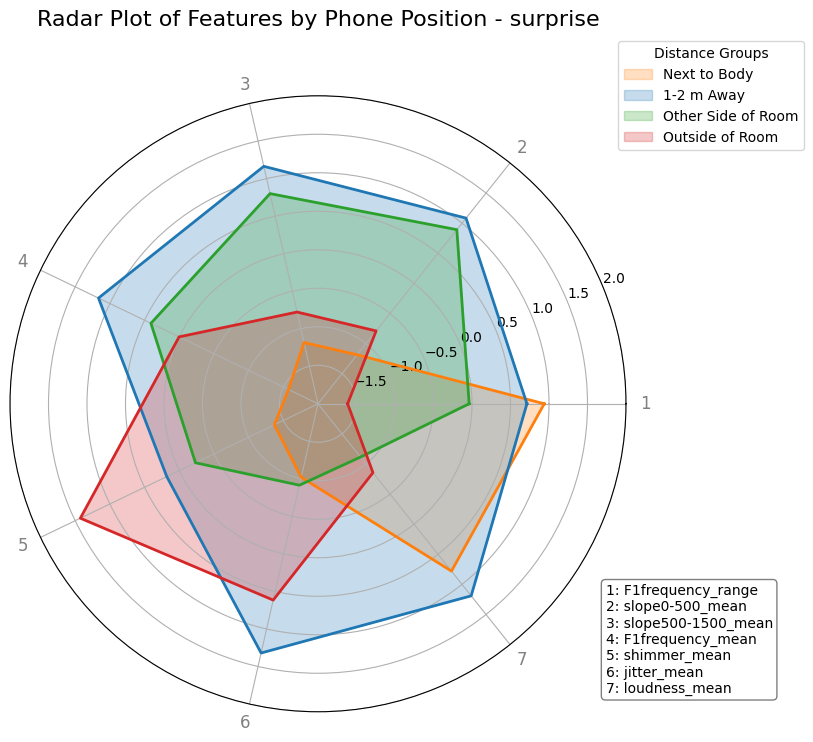 Radar Plot of Features by Phone Position - surprise
Distance Groups
Next to Body
1-2 m Away
Other Side of Room
Outside of Room
3
2
4
2.0
1.5
1.0
0.5
0.0
−0.5
−1.0
−1.5
1
5
7
6
1: F1frequency_range
2: slope0-500_mean
3: slope500-1500_mean
4: F1frequency_mean
5: shimmer_mean
6: jitter_mean
7: loudness_mean